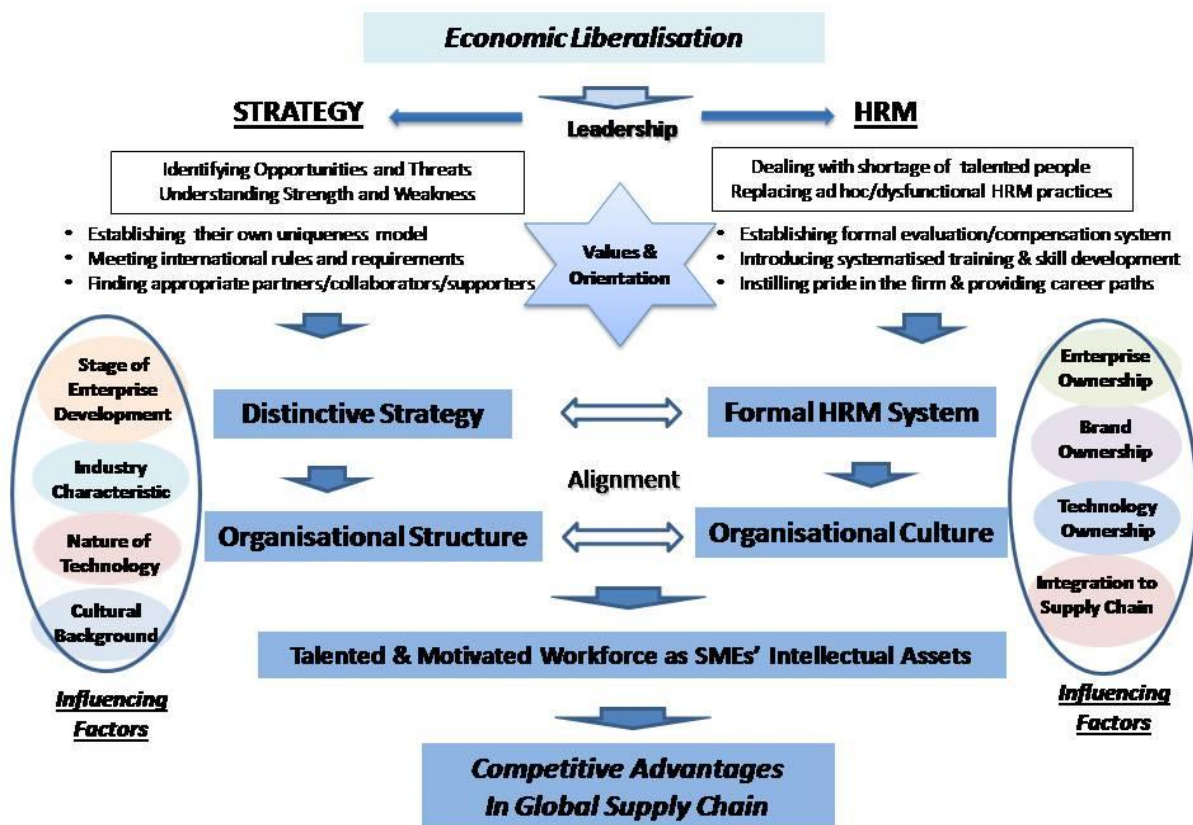 Economic Liberalisation
STRATEGY
Leadership
HRM
Identifying Opportunities and Threats
Understanding Strength and Weakness
Dealing with shortage of talented people
Replacing ad hoc/dysfunctional HRM practices
• Establishing their own uniqueness model
• Meeting international rules and requirements
• Finding appropriate partners/collaborators/supporters
Values &
Orientation
• Establishing formal evaluation/compensation system
• Introducing systematised training & skill development
• Instilling pride in the firm & providing career paths
Stage of
Enterprise
Development
Industry
Characteristic
Nature of
Technology
Cultural
Background
Influencing
Factors
Distinctive Strategy
Formal HRM System
Alignment
Organisational Structure
Organisational Culture
Talented & Motivated Workforce as SMEs' Intellectual Assets
Competitive Advantages
In Global Supply Chain
Enterprise
Ownership
Brand
Ownership
Technology
Ownership
Integration to
Supply Chain
Influencing
Factors